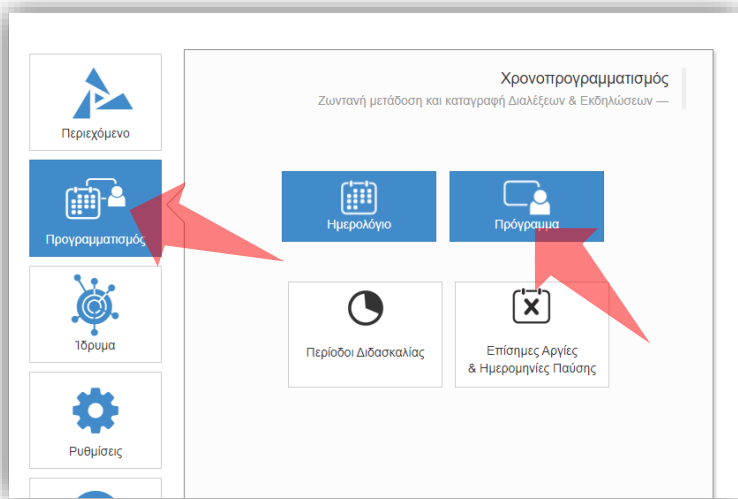 Περιεχόμενο
Προγραμματισμός
Ίδρυμα
Ρυθμίσεις
Χρονοπρογραμματισμός
Ζωντανή μετάδοση και καταγραφή Διαλέξεων & Εκδηλώσεων —
Ημερολόγιο
Πρόγραμμα
Περίοδοι Διδασκαλίας
Επίσημες Αργίες
& Ημερομηνίες Παύσης